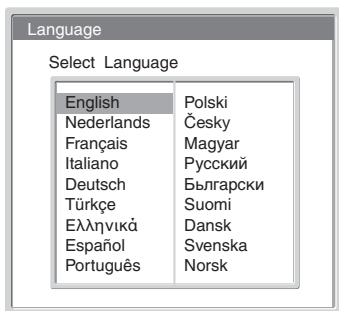 Language
Select Language
English
Nederlands
Français
Italiano
Deutsch
Türkçe
Ελληνικά
Español
Português
Polski
Česky
Magyar
Русский
Бьлгарски
Suomi
Dansk
Svenska
Norsk